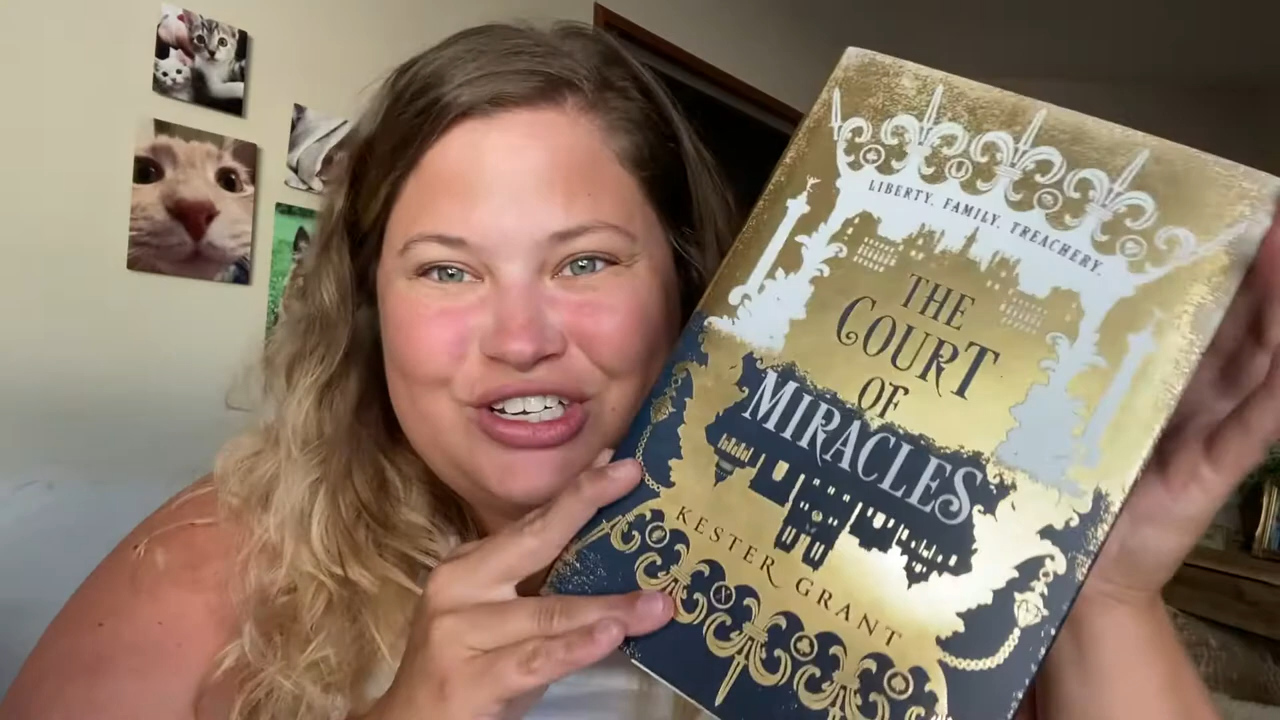 LIBERTY. FAMILY. TREACHERY.
THE
COURT
OF
MIRACLES
KESTER GRANT